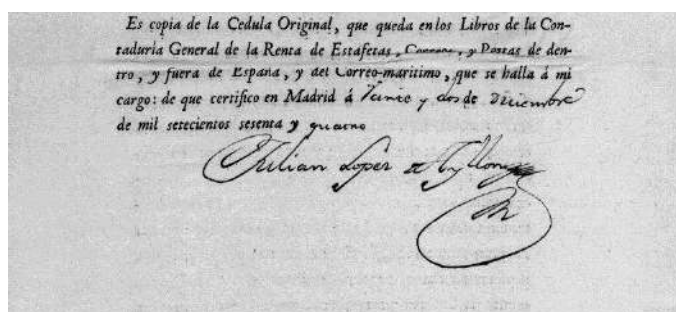 Es copia de la Cedula Original, que queda en los Libros de la Con-
taduría General de la Renta de Estafetas, Correos, y Postas de den-
tro, y fuera de España, y del Correo-maritimo, que se halla á mi
cargo: de que certifico en Madrid á Veinte y dos de Diciembre
de mil setecientos sesenta y quatro
Julian Lopez de Ayllon